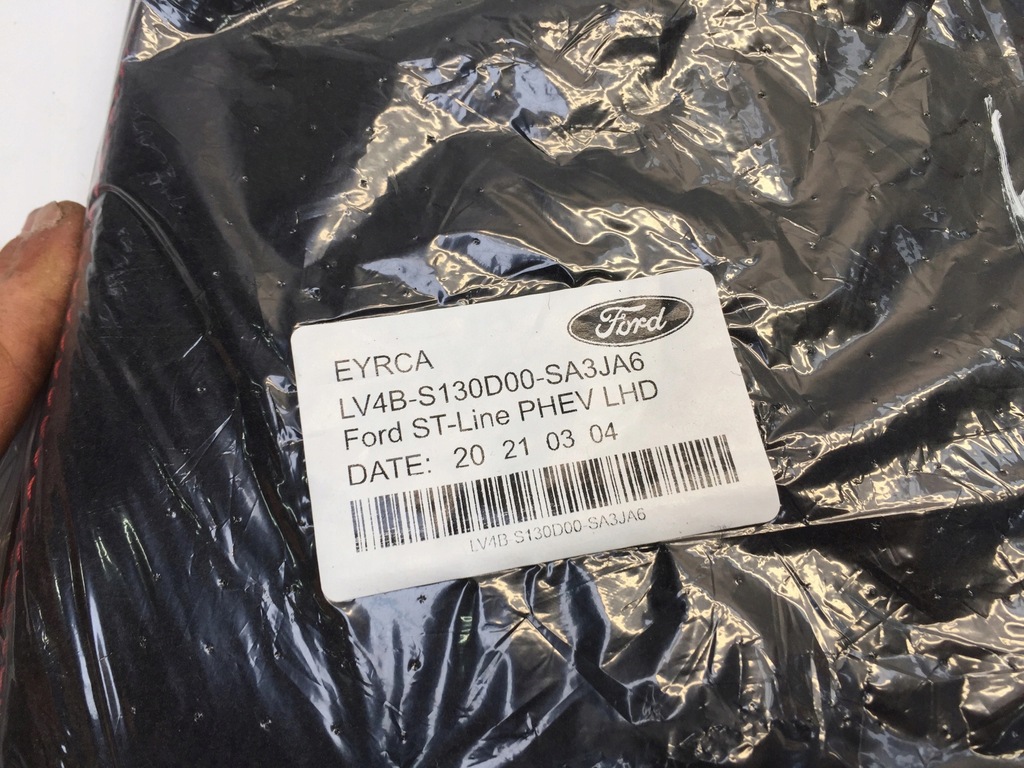 Ford
EYRCA
LV4B-S130D00-SA3JA6
Ford ST-Line PHEV LHD
DATE: 20 21 03 04
LV4B-S130D00-SA3JA6